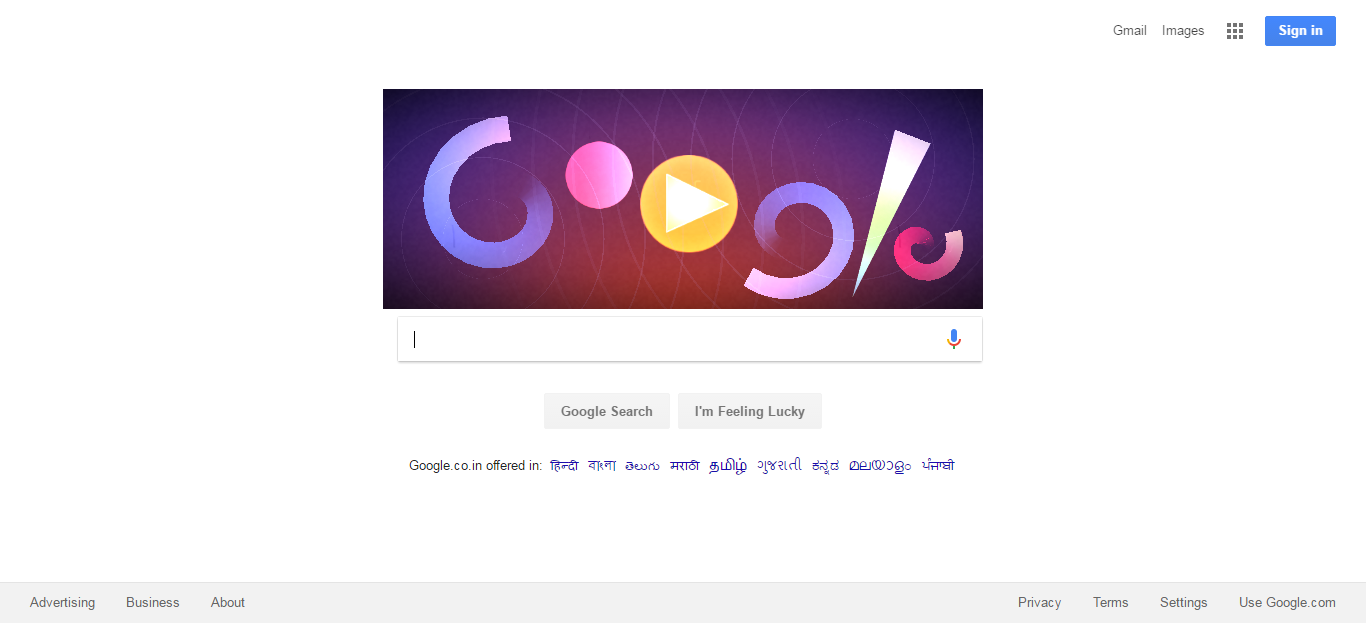 Gmail Images Sign in
Google
Google Search I'm Feeling Lucky
Google.co.in offered in: हिन्दी বাংলা తెలుగు मराठी தமிழ் ગુજરાતી ಕನ್ನಡ മലയാളം ਪੰਜਾਬੀ
Advertising Business About Privacy Terms Settings Use Google.com